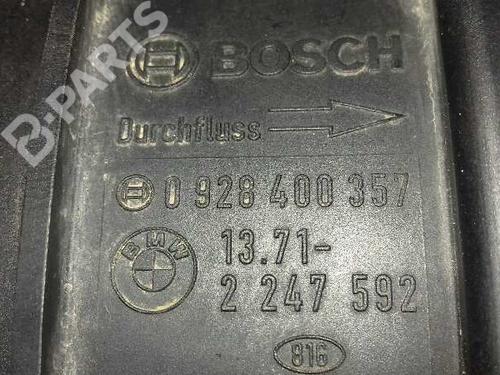 BOSCH
Durchfluss
0 928 400 357
BMW
13.71-
2 247 592
816
B-PARTS